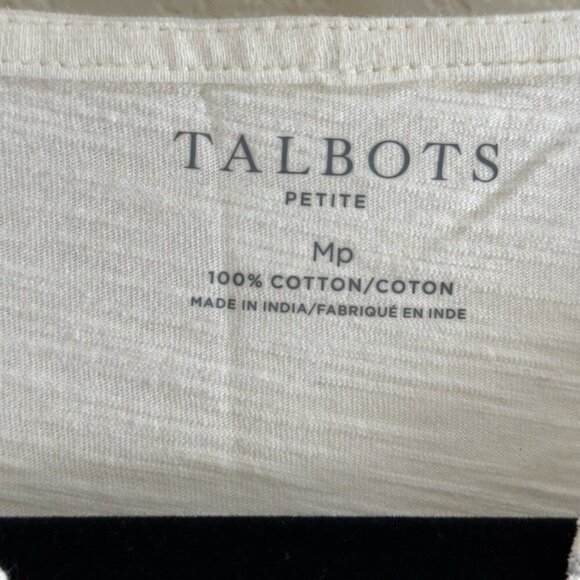 TALBOTS
PETITE
Mp
100% COTTON/COTON
MADE IN INDIA/FABRIQUÉ EN INDE